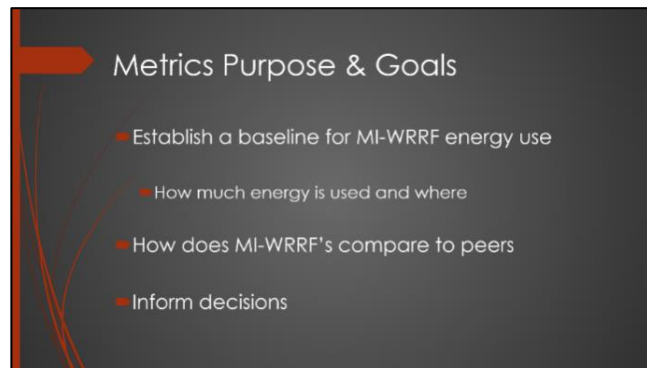 Metrics Purpose & Goals
Establish a baseline for MI-WRRF energy use
How much energy is used and where
How does MI-WRRF's compare to peers
Inform decisions